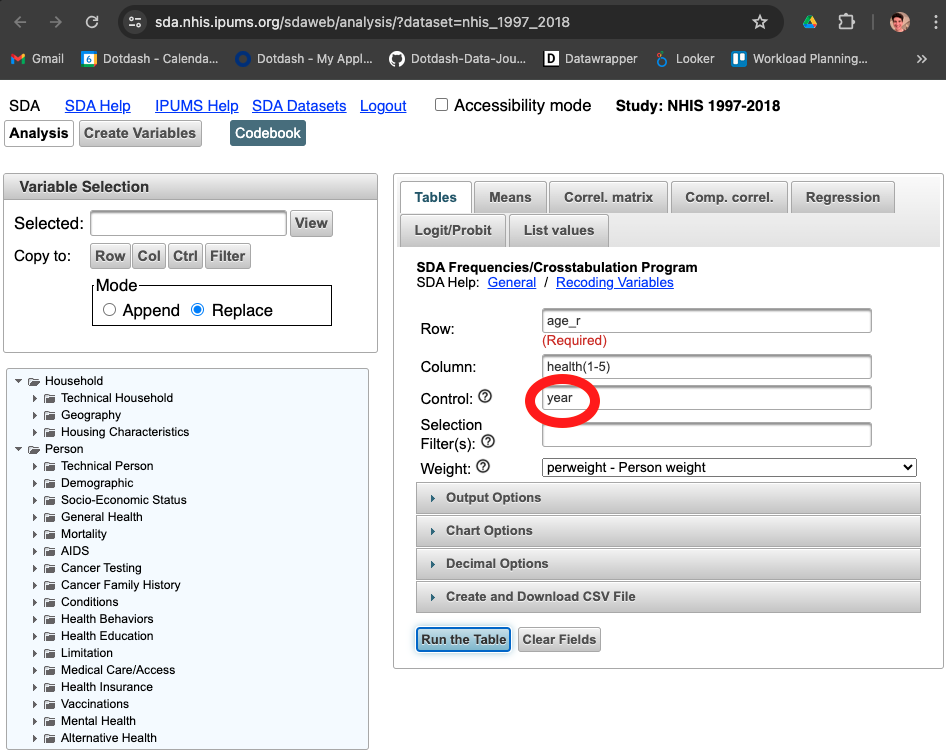 sda.nhis.ipums.org/sdaweb/analysis/?dataset=nhis_1997_2018
Gmail
6
Dotdash - Calenda...
Dotdash - My Appl...
Dotdash-Data-Jou...
D
Datawrapper
Looker
Workload Planning...
»
SDA SDA Help IPUMS Help SDA Datasets Logout Accessibility mode Study: NHIS 1997-2018
Analysis Create Variables Codebook
Variable Selection
Selected: View
Copy to: Row Col Ctrl Filter
Mode
Append Replace
Household
Technical Household
Geography
Housing Characteristics
Person
Technical Person
Demographic
Socio-Economic Status
General Health
Mortality
AIDS
Cancer Testing
Cancer Family History
Conditions
Health Behaviors
Health Education
Limitation
Medical Care/Access
Health Insurance
Vaccinations
Mental Health
Alternative Health
Tables Means Correl. matrix Comp. correl. Regression
Logit/Probit List values
SDA Frequencies/Crosstabulation Program
SDA Help: General / Recoding Variables
Row: age_r
(Required)
Column: health(1-5)
Control: ? year
Selection
Filter(s): ?
Weight: ? perweight - Person weight
Output Options
Chart Options
Decimal Options
Create and Download CSV File
Run the Table Clear Fields